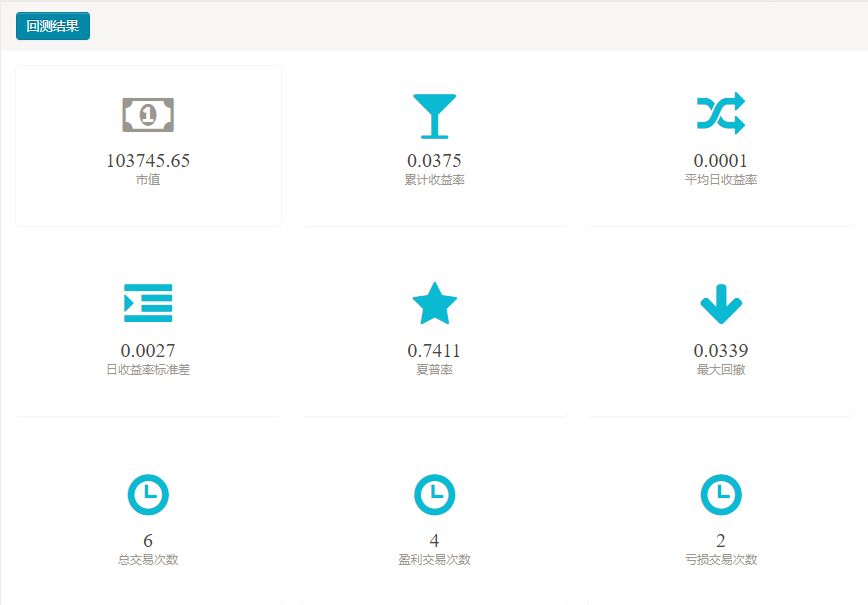 回测结果
1
103745.65
市值
0.0375
累计收益率
0.0001
平均日收益率
0.0027
日收益率标准差
0.7411
夏普率
0.0339
最大回撤
6
总交易次数
4
盈利交易次数
2
亏损交易次数